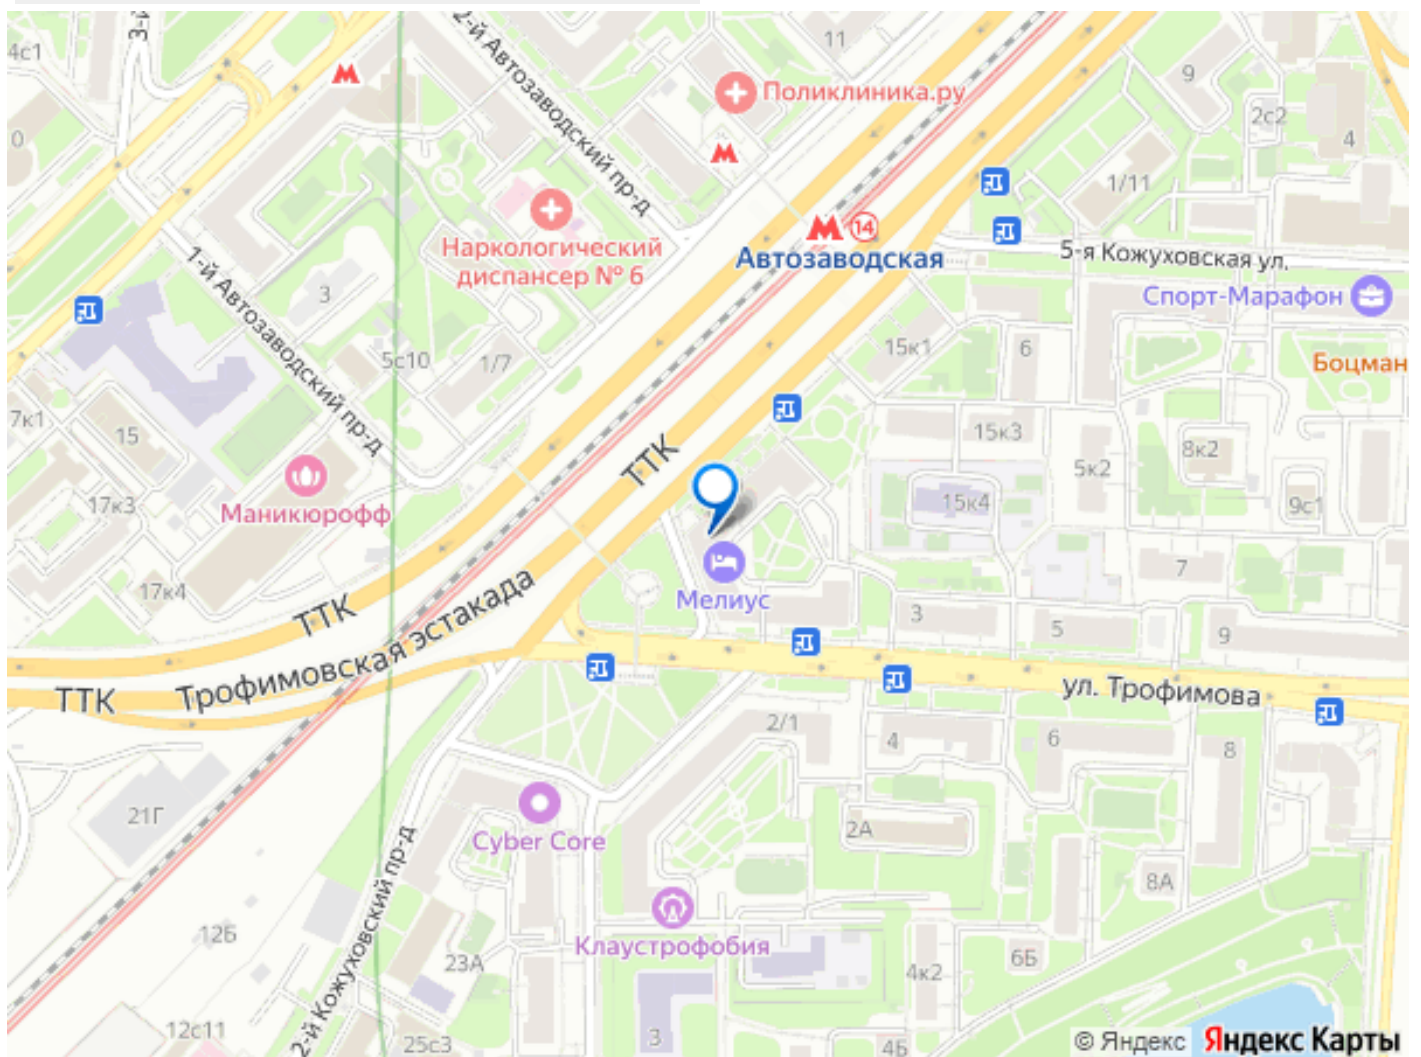 4с1
3-й
2-й Автозаводский пр-д
11
Поликлиника.ру
9
2с2
4
0
1/11
Наркологический
диспансер № 6
14
Автозаводская
5-я Кожуховская ул.
Спорт-Марафон
1-й Автозаводский пр-д
3
5с10
1/7
15к1
6
Боцман
7к1
15
ТТК
15к3
8к2
5к2
17к3
Маникюрофф
15к4
9с1
17к4
7
ТТК
Мелиус
3
5
9
ТТК
Трофимовская эстакада
ул. Трофимова
2/1
4
6
8
21Г
Cyber Core
2А
8А
2-й Кожуховский пр-д
12Б
Клаустрофобия
23А
4к2
6Б
12с11
25с3
3
4Б
© Яндекс Яндекс Карты